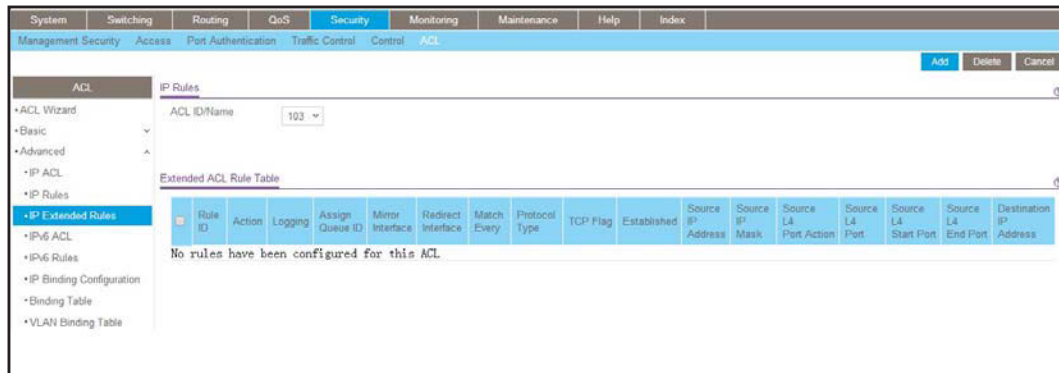 System Switching Routing QoS Security Monitoring Maintenance Help Index
Management Security Access Port Authentication Traffic Control Control ACL
Add Delete Cancel
ACL
IP Rules
ACL Wizard
ACL ID/Name 103
Basic
Advanced
IP ACL
Extended ACL Rule Table
IP Rules
IP Extended Rules
Rule ID Action Logging Assign Queue ID Mirror Interface Redirect Interface Match Every Protocol Type TCP Flag Established Source IP Address Source IP Mask Source L4 Port Action Source L4 Port Source L4 Start Port Source L4 End Port Destination IP Address
IPv6 ACL
No rules have been configured for this ACL
IPv6 Rules
IP Binding Configuration
Binding Table
VLAN Binding Table